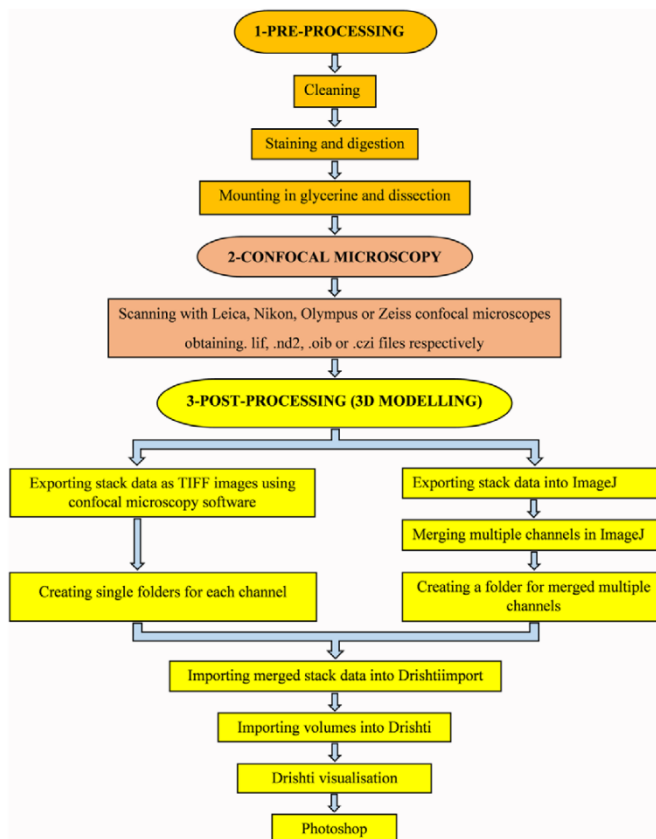 1-PRE-PROCESSING
Cleaning
Staining and digestion
Mounting in glycerine and dissection
2-CONFOCAL MICROSCOPY
Scanning with Leica, Nikon, Olympus or Zeiss confocal microscopes
obtaining. lif, .nd2, .oib or .czi files respectively
3-POST-PROCESSING (3D MODELLING)
Exporting stack data as TIFF images using
confocal microscopy software
Creating single folders for each channel
Exporting stack data into ImageJ
Merging multiple channels in ImageJ
Creating a folder for merged multiple
channels
Importing merged stack data into Drishtiimport
Importing volumes into Drishti
Drishti visualisation
Photoshop